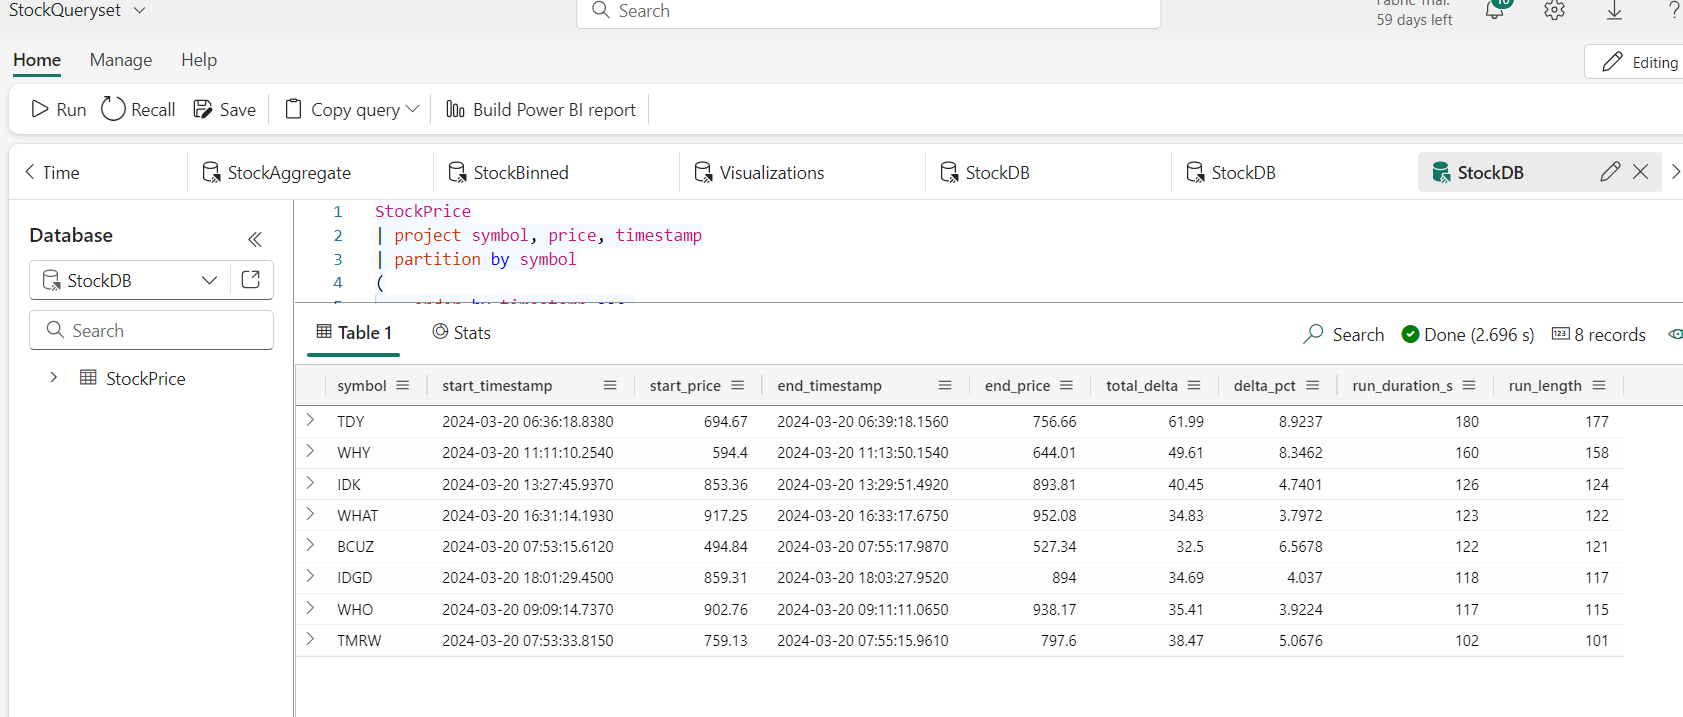 StockQueryset
Search
Fabric Trial:
59 days left
10
?
Home Manage Help
Editing
Run Recall Save Copy query Build Power BI report
Time StockAggregate StockBinned Visualizations StockDB StockDB StockDB
Database
StockDB
Search
StockPrice
1 StockPrice
2 | project symbol, price, timestamp
3 | partition by symbol
4 (
Table 1 Stats
Search Done (2.696 s) 123 8 records
symbol start_timestamp start_price end_timestamp end_price total_delta delta_pct run_duration_s run_length
TDY 2024-03-20 06:36:18.8380 694.67 2024-03-20 06:39:18.1560 756.66 61.99 8.9237 180 177
WHY 2024-03-20 11:11:10.2540 594.4 2024-03-20 11:13:50.1540 644.01 49.61 8.3462 160 158
IDK 2024-03-20 13:27:45.9370 853.36 2024-03-20 13:29:51.4920 893.81 40.45 4.7401 126 124
WHAT 2024-03-20 16:31:14.1930 917.25 2024-03-20 16:33:17.6750 952.08 34.83 3.7972 123 122
BCUZ 2024-03-20 07:53:15.6120 494.84 2024-03-20 07:55:17.9870 527.34 32.5 6.5678 122 121
IDGD 2024-03-20 18:01:29.4500 859.31 2024-03-20 18:03:27.9520 894 34.69 4.037 118 117
WHO 2024-03-20 09:09:14.7370 902.76 2024-03-20 09:11:11.0650 938.17 35.41 3.9224 117 115
TMRW 2024-03-20 07:53:33.8150 759.13 2024-03-20 07:55:15.9610 797.6 38.47 5.0676 102 101